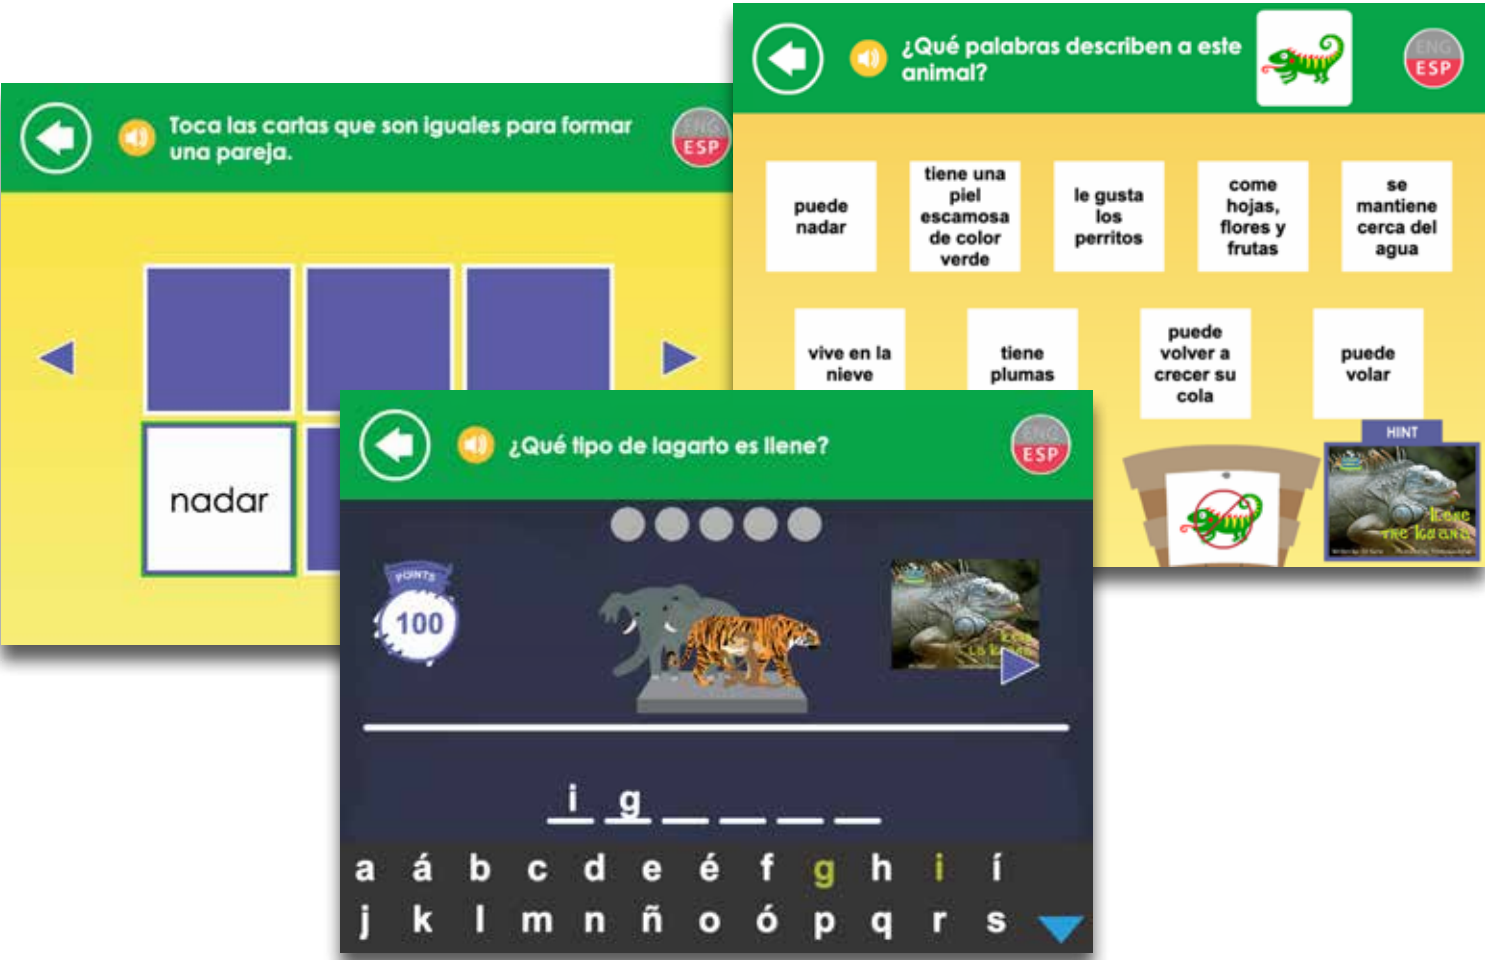 Toca las cartas que son iguales para formar
una pareja.
ENG
ESP
nadar
¿Qué palabras describen a este
animal?
ENG
ESP
puede
nadar
tiene una
piel
escamosa
de color
verde
le gusta
los
perritos
come
hojas,
flores y
frutas
se
mantiene
cerca del
agua
vive en la
nieve
tiene
plumas
puede
volver a
crecer su
cola
puede
volar
HINT
Ilene
the Iguana
¿Qué tipo de lagarto es Ilene?
ENG
ESP
POINTS
100
i g
a á b c d e é f g h i í
j k l m n ñ o ó p q r s